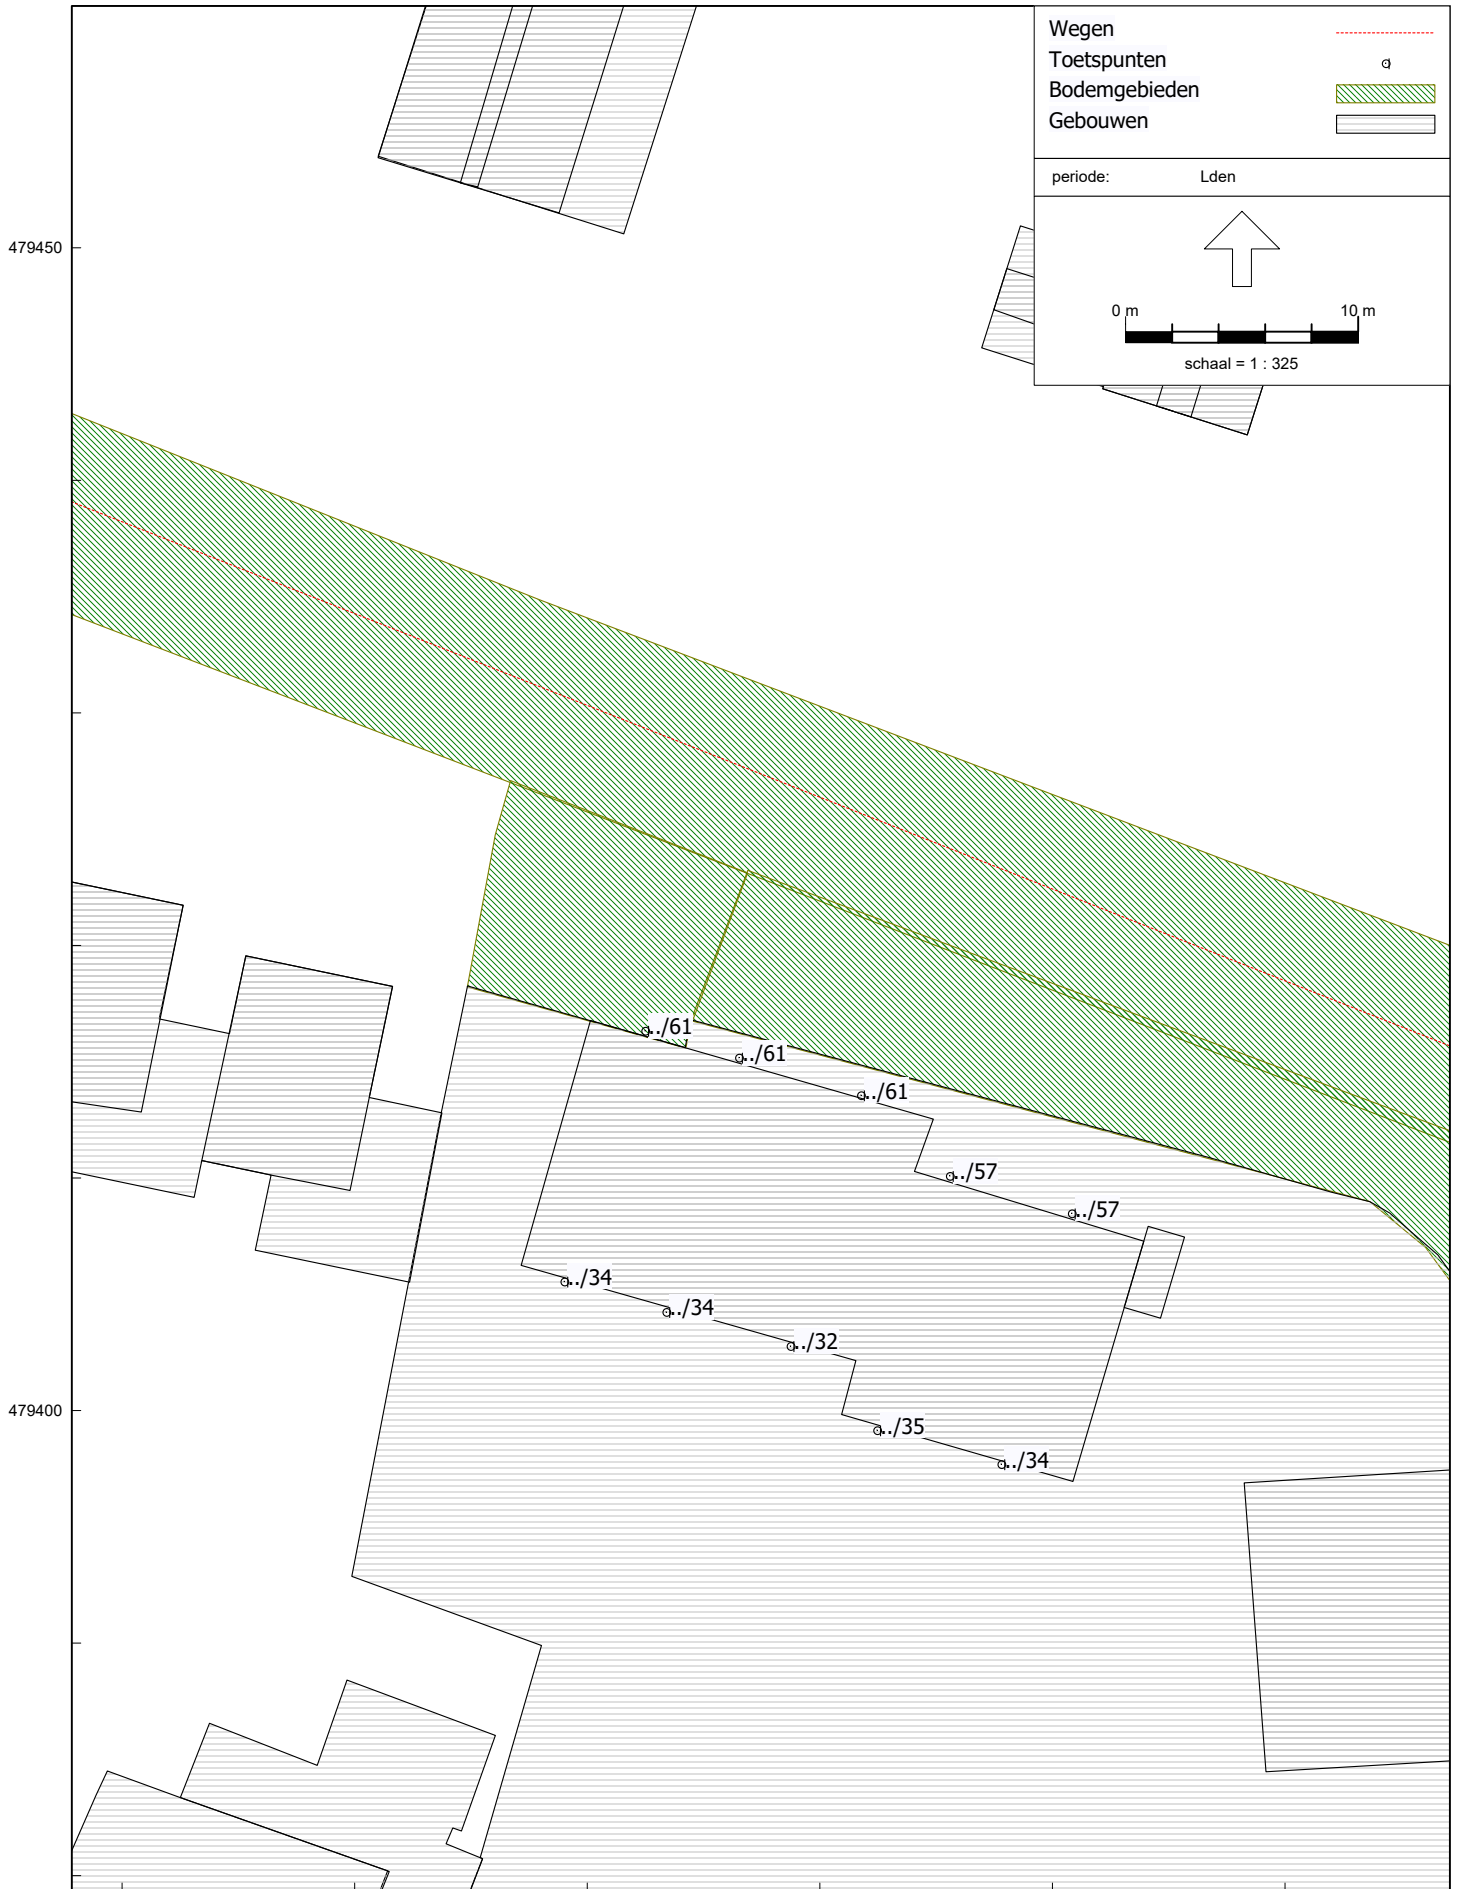 Wegen
Toetspunten
Bodemgebieden
Gebouwen
periode: Lden
479450
0 m 10 m
schaal = 1 : 325
../61
../61
../61
../57
../57
../34
../34
../32
479400
../35
../34